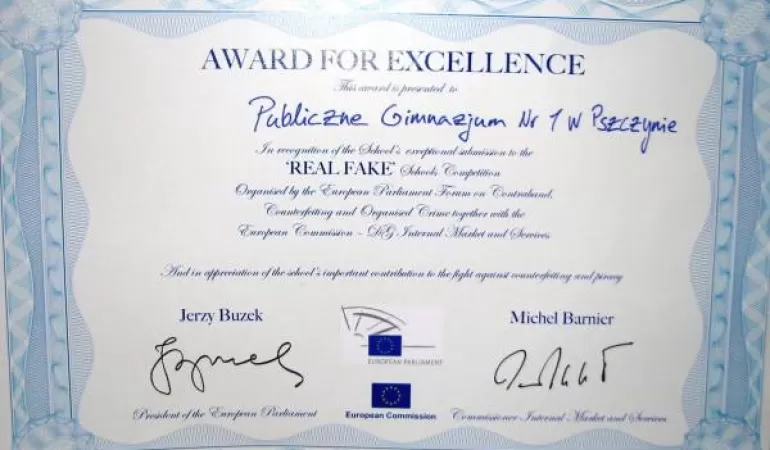 AWARD FOR EXCELLENCE
This award is presented to
Publiczne Gimnazjum Nr 1 w Pszczynie
In recognition of the School's exceptional submission to the
'REAL FAKE' Schools Competition
Organised by the European Parliament Forum on Contraband,
Counterfeiting and Organised Crime together with the
European Commission - DG Internal Market and Services
And in appreciation of the school's important contribution to the fight against counterfeiting and piracy
Jerzy Buzek
Michel Barnier
EUROPEAN PARLIAMENT
European Commission
President of the European Parliament
Commissioner Internal Market and Services